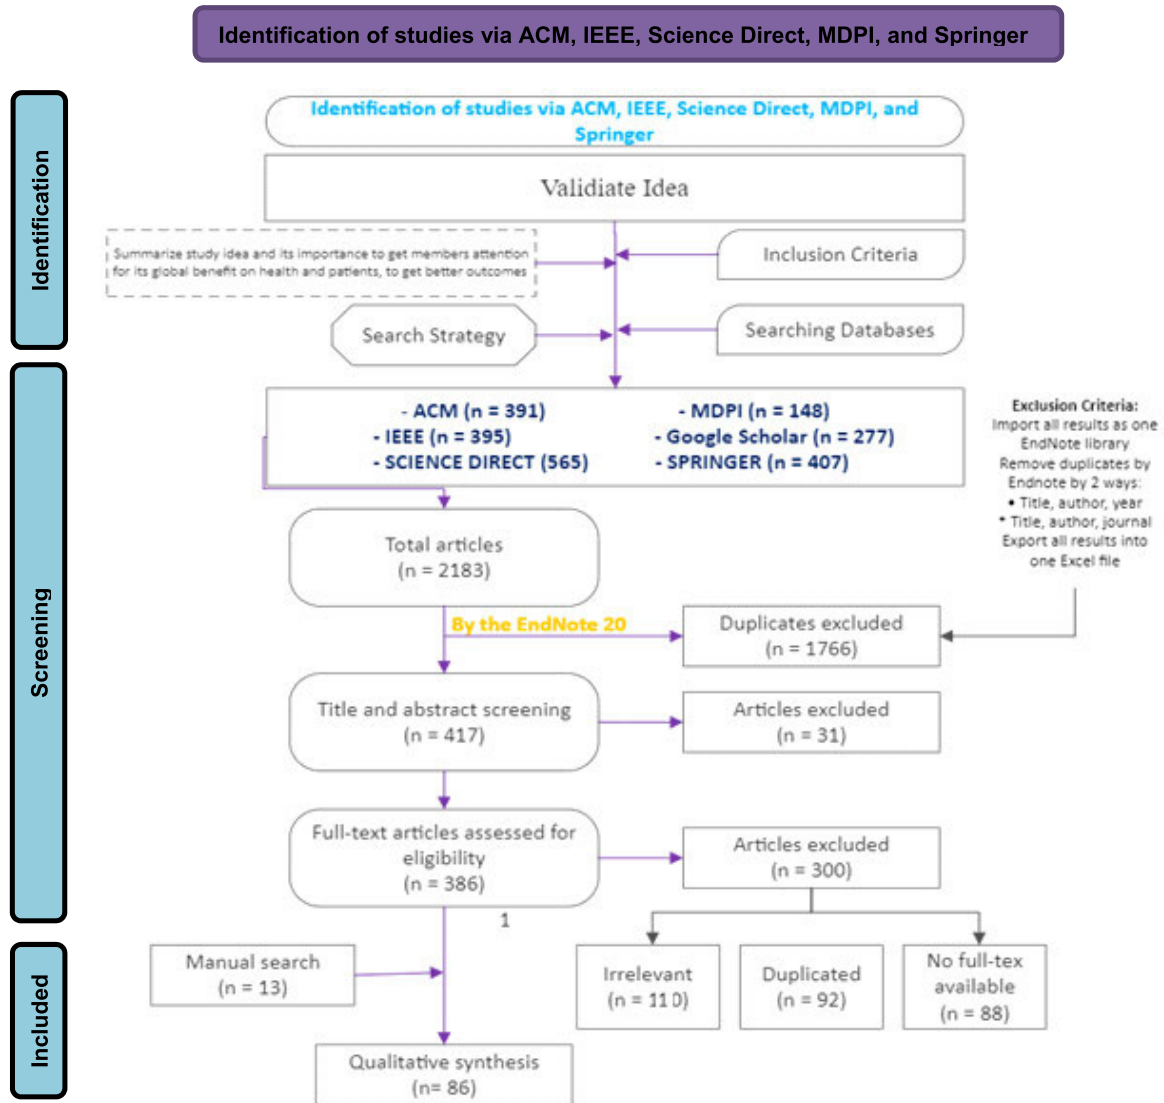 Identification of studies via ACM, IEEE, Science Direct, MDPI, and Springer
Identification
Identification of studies via ACM, IEEE, Science Direct, MDPI, and
Springer
Validiate Idea
Summarize study idea and its importance to get members attention
for its global benefit on health and patients, to get better outcomes
Inclusion Criteria
Search Strategy
Searching Databases
Screening
- ACM (n = 391)
- IEEE (n = 395)
- SCIENCE DIRECT (565)
- MDPI (n = 148)
- Google Scholar (n = 277)
- SPRINGER (n = 407)
Exclusion Criteria:
Import all results as one
EndNote library
Remove duplicates by
Endnote by 2 ways:
• Title, author, year
* Title, author, journal
Export all results into
one Excel file
Total articles
(n = 2183)
By the EndNote 20
Duplicates excluded
(n = 1766)
Title and abstract screening
(n = 417)
Articles excluded
(n = 31)
Full-text articles assessed for
eligibility
(n = 386)
Articles excluded
(n = 300)
1
Included
Manual search
(n = 13)
Irrelevant
(n = 110)
Duplicated
(n = 92)
No full-tex
available
(n = 88)
Qualitative synthesis
(n= 86)